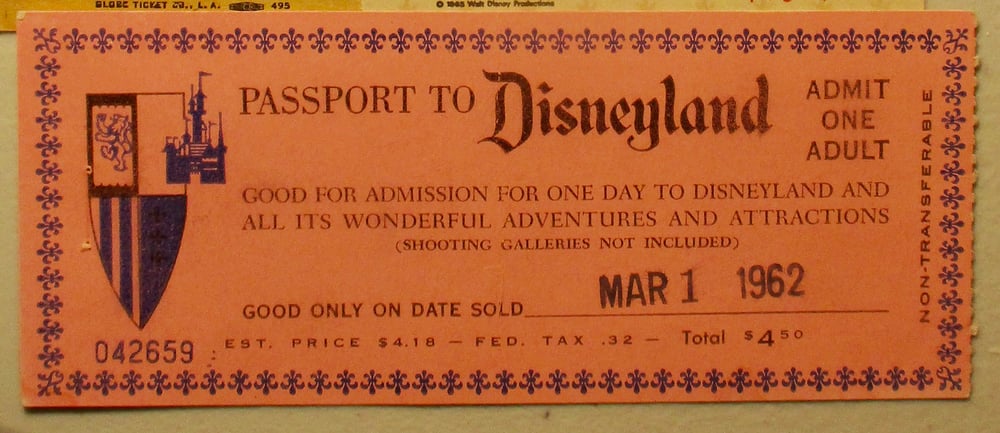 GLOBE TICKET CO., L. A. 495
© 1965 Walt Disney Productions
PASSPORT TO Disneyland
ADMIT
ONE
ADULT
GOOD FOR ADMISSION FOR ONE DAY TO DISNEYLAND AND
ALL ITS WONDERFUL ADVENTURES AND ATTRACTIONS
(SHOOTING GALLERIES NOT INCLUDED)
GOOD ONLY ON DATE SOLD MAR 1 1962
042659
EST. PRICE $4.18 — FED. TAX .32 — Total $4 50
NON-TRANSFERABLE